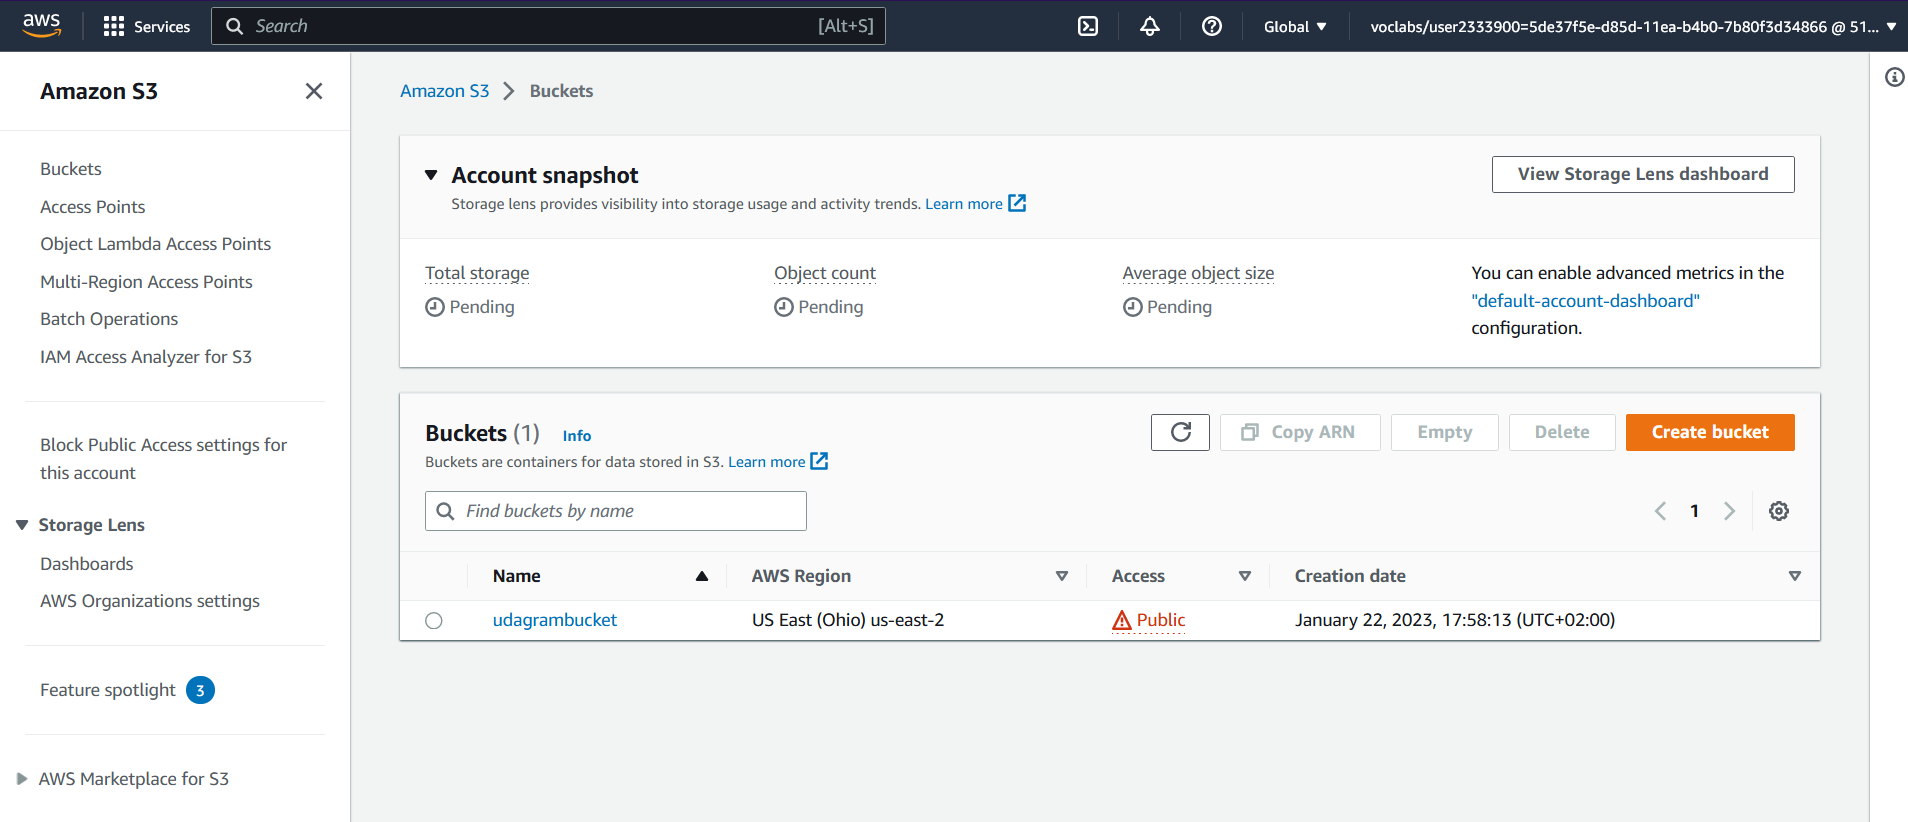 aws
Services
Search [Alt+S]
Global
voclabs/user2333900=5de37f5e-d85d-11ea-b4b0-7b80f3d34866 @ 51...
Amazon S3
Buckets
Access Points
Object Lambda Access Points
Multi-Region Access Points
Batch Operations
IAM Access Analyzer for S3
Block Public Access settings for
this account
Storage Lens
Dashboards
AWS Organizations settings
Feature spotlight 3
AWS Marketplace for S3
Amazon S3 > Buckets
Account snapshot
Storage lens provides visibility into storage usage and activity trends. Learn more
View Storage Lens dashboard
Total storage
Pending
Object count
Pending
Average object size
Pending
You can enable advanced metrics in the
"default-account-dashboard"
configuration.
Buckets (1) Info
Buckets are containers for data stored in S3. Learn more
Copy ARN
Empty
Delete
Create bucket
Find buckets by name
1
Name AWS Region Access Creation date
udagrambucket US East (Ohio) us-east-2 Public January 22, 2023, 17:58:13 (UTC+02:00)